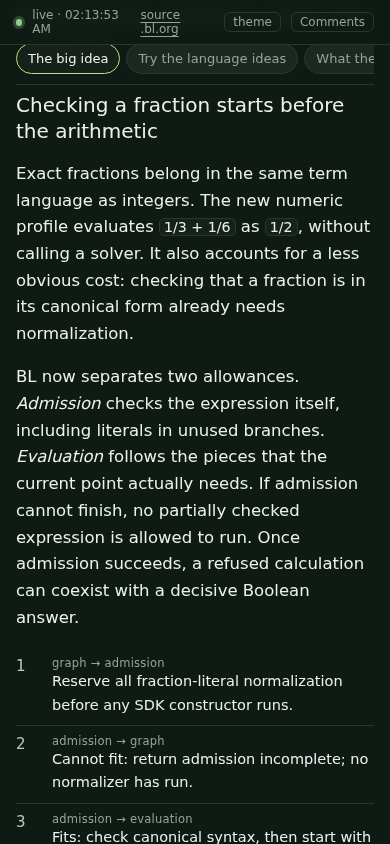 live · 02:13:53 AM
source .bl.org
theme
Comments
The big idea
Try the language ideas
What the
Checking a fraction starts before
the arithmetic
Exact fractions belong in the same term
language as integers. The new numeric
profile evaluates 1/3 + 1/6 as 1/2, without
calling a solver. It also accounts for a less
obvious cost: checking that a fraction is in
its canonical form already needs
normalization.
BL now separates two allowances.
Admission checks the expression itself,
including literals in unused branches.
Evaluation follows the pieces that the
current point actually needs. If admission
cannot finish, no partially checked
expression is allowed to run. Once
admission succeeds, a refused calculation
can coexist with a decisive Boolean
answer.
1
graph → admission
Reserve all fraction-literal normalization
before any SDK constructor runs.
2
admission → graph
Cannot fit: return admission incomplete; no
normalizer has run.
3
admission → evaluation
Fits: check canonical syntax, then start with